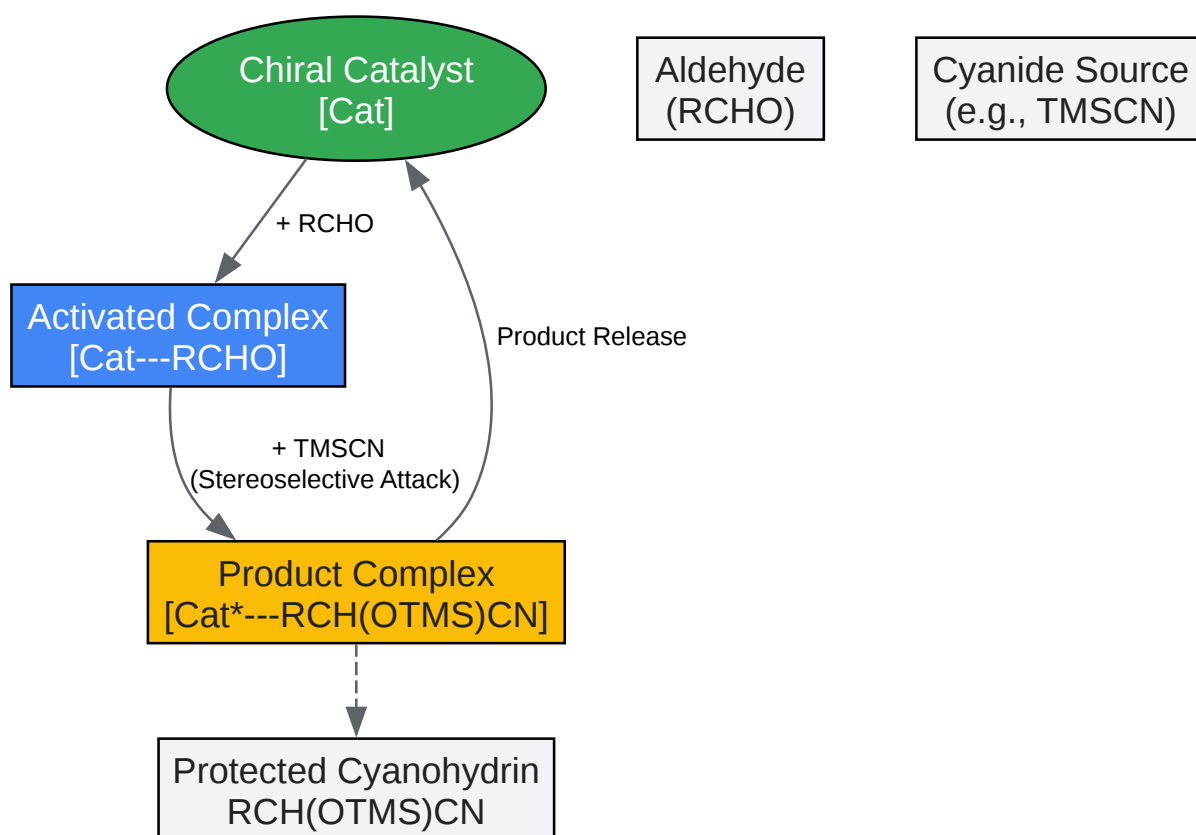 Chiral Catalyst
[Cat]
Aldehyde
(RCHO)
Cyanide Source
(e.g., TMSCN)
+ RCHO
Activated Complex
[Cat---RCHO]
Product Release
+ TMSCN
(Stereoselective Attack)
Product Complex
[Cat*---RCH(OTMS)CN]
Protected Cyanohydrin
RCH(OTMS)CN